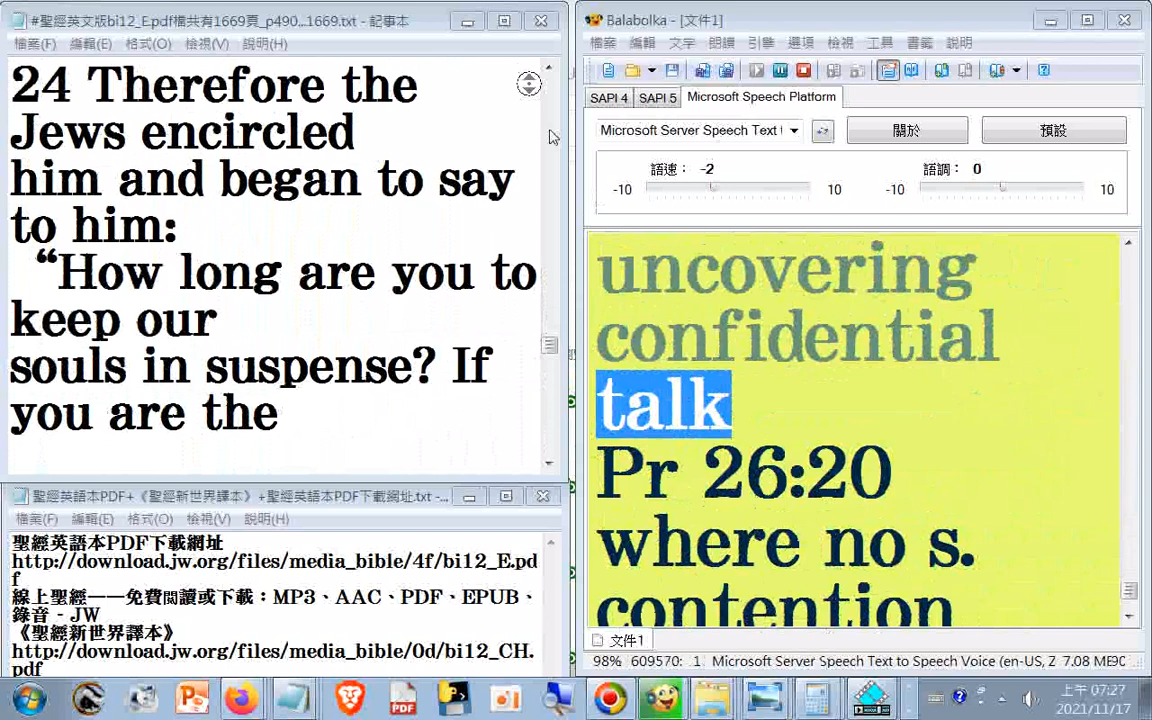 #聖經英文版bi12_E.pdf檔共有1669頁_p490...1669.txt - 記事本
檔案(F) 編輯(E) 格式(O) 檢視(V) 說明(H)
24 Therefore the
Jews encircled
him and began to say
to him:
“How long are you to
keep our
souls in suspense? If
you are the
聖經英語本PDF+《聖經新世界譯本》+聖經英語本PDF下載網址.txt - ...
檔案(F) 編輯(E) 格式(O) 檢視(V) 說明(H)
聖經英語本PDF下載網址
http://download.jw.org/files/media_bible/4f/bi12_E.pd
f
線上聖經——免費閱讀或下載：MP3、AAC、PDF、EPUB、
錄音 - JW
《聖經新世界譯本》
http://download.jw.org/files/media_bible/0d/bi12_CH.
pdf
Balabolka - [文件1]
檔案 編輯 文字 朗讀 引擎 選項 檢視 工具 書籤 說明
SAPI 4 SAPI 5 Microsoft Speech Platform
Microsoft Server Speech Text 關於 預設
語速： -2 語調： 0
-10 10 -10 10
uncovering
confidential
talk
Pr 26:20
where no s.
contention
文件1
98% 609570: 1 Microsoft Server Speech Text to Speech Voice (en-US, Z 7.08 ME
上午 07:27
2021/11/17